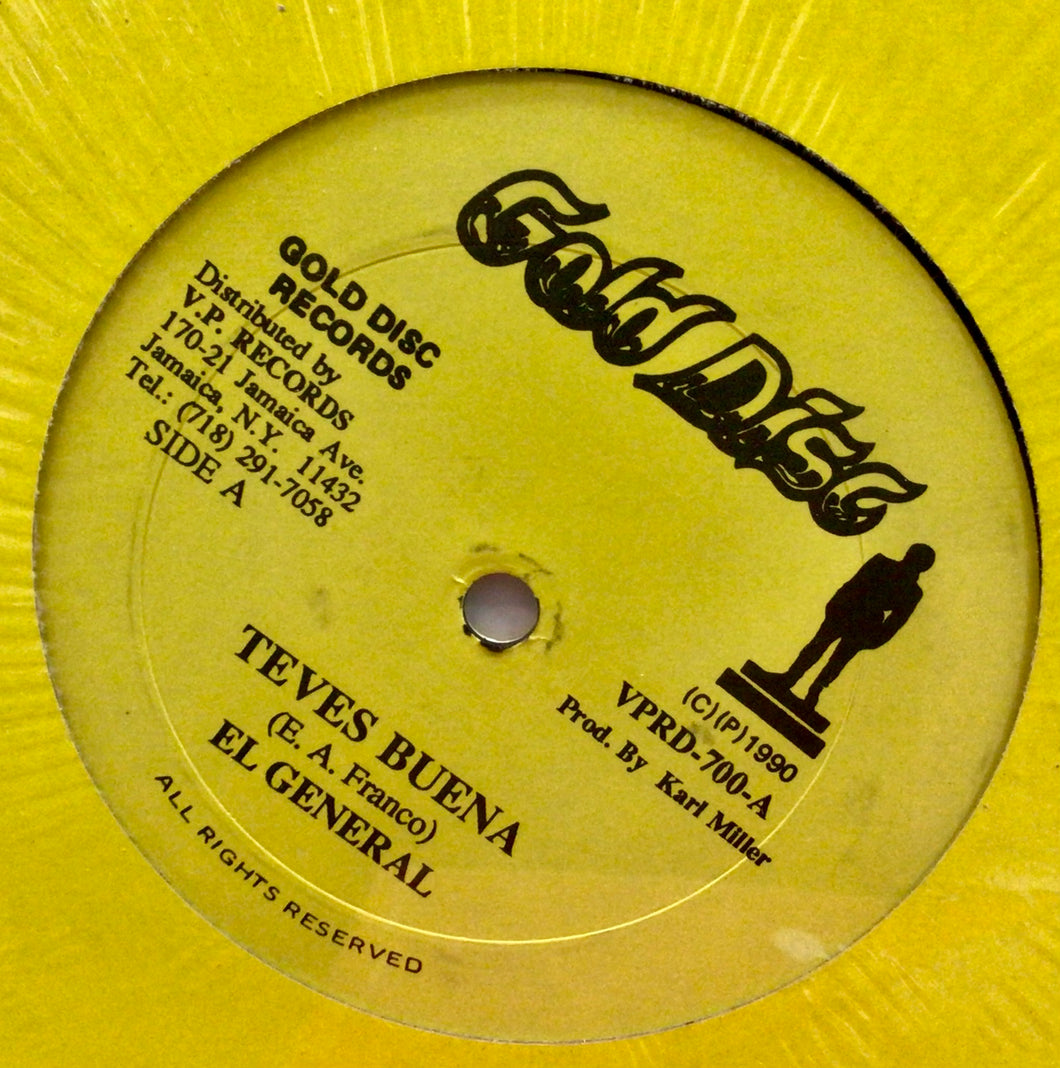 Gold Disc
GOLD DISC
RECORDS
Distributed by
V.P. RECORDS
170-21 Jamaica Ave.
Jamaica, N.Y. 11432
Tel.: (718) 291-7058
SIDE A
(C)(P)1990
VPRD-700-A
Prod. By Karl Miller
TEVES BUENA
(E. A. Franco)
EL GENERAL
ALL RIGHTS RESERVED